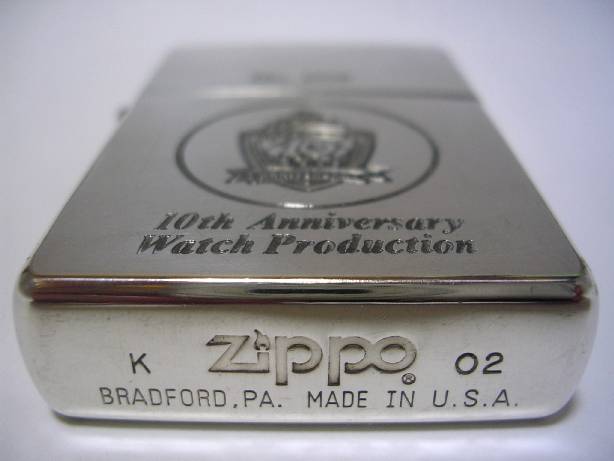 10th Anniversary
Watch Production
K zippo® 02
BRADFORD, PA. MADE IN U.S.A.